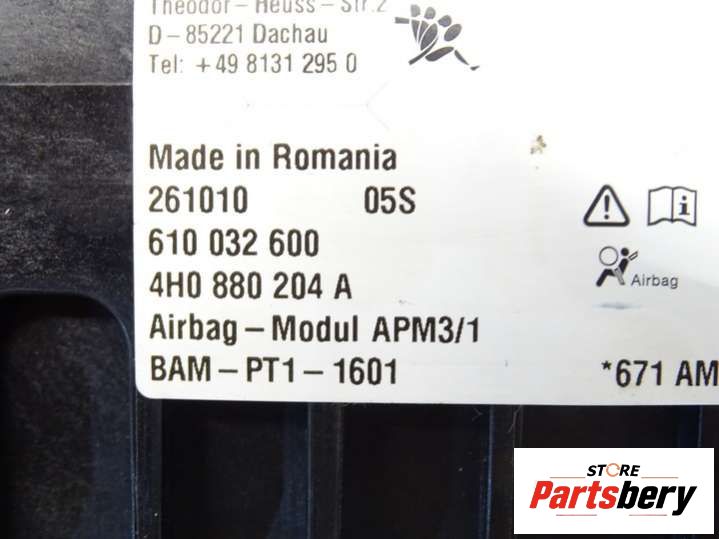 Theodor-Heuss-Str.2
D-85221 Dachau
Tel: +49 8131 295 0
Made in Romania
261010 05S
610 032 600
4H0 880 204 A
Airbag
Airbag-Modul APM3/1
BAM-PT1-1601 *671 AM
STORE
Partsbery